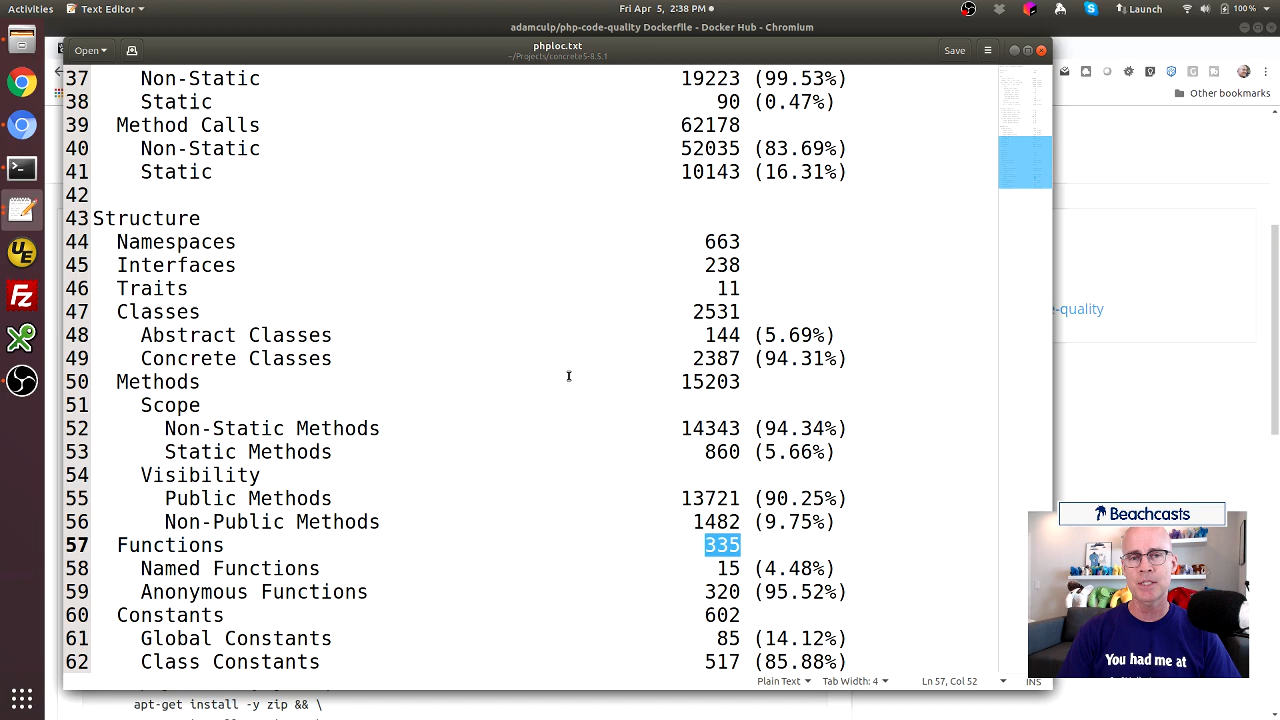 Activities Text Editor Fri Apr 5, 2:38 PM Launch 100%
adamculp/php-code-quality Dockerfile - Docker Hub - Chromium
Open phploc.txt Save
~/Projects/concrete5-8.5.1
Other bookmarks
37 Non-Static 19223 (99.53%)
38 Static 90 (0.47%)
39 Method Calls 62178
40 Non-Static 52035 (83.69%)
41 Static 10143 (16.31%)
42
43 Structure
44 Namespaces 663
45 Interfaces 238
46 Traits 11
47 Classes 2531
48 Abstract Classes 144 (5.69%)
49 Concrete Classes 2387 (94.31%)
50 Methods 15203
51 Scope
52 Non-Static Methods 14343 (94.34%)
53 Static Methods 860 (5.66%)
54 Visibility
55 Public Methods 13721 (90.25%)
56 Non-Public Methods 1482 (9.75%)
57 Functions 335
58 Named Functions 15 (4.48%)
59 Anonymous Functions 320 (95.52%)
60 Constants 602
61 Global Constants 85 (14.12%)
62 Class Constants 517 (85.88%)
Plain Text Tab Width: 4 Ln 57, Col 52 INS
-quality
Beachcasts
You had me at
UE
FZ
apt-get install -y zip && \